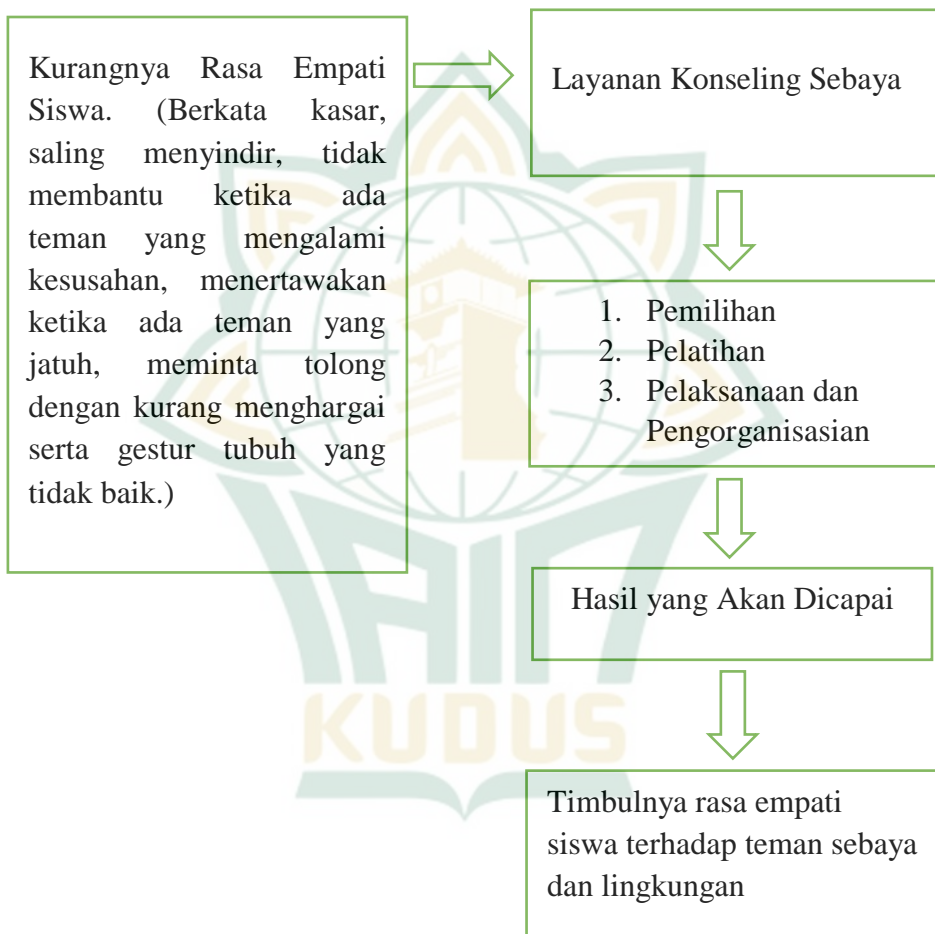 Kurangnya Rasa Empati
Siswa. (Berkata kasar,
saling menyindir, tidak
membantu ketika ada
teman yang mengalami
kesusahan, menertawakan
ketika ada teman yang
jatuh, meminta tolong
dengan kurang menghargai
serta gestur tubuh yang
tidak baik.)
Layanan Konseling Sebaya
1. Pemilihan
2. Pelatihan
3. Pelaksanaan dan
Pengorganisasian
Hasil yang Akan Dicapai
Timbulnya rasa empati
siswa terhadap teman sebaya
dan lingkungan
IAIN
KUDUS